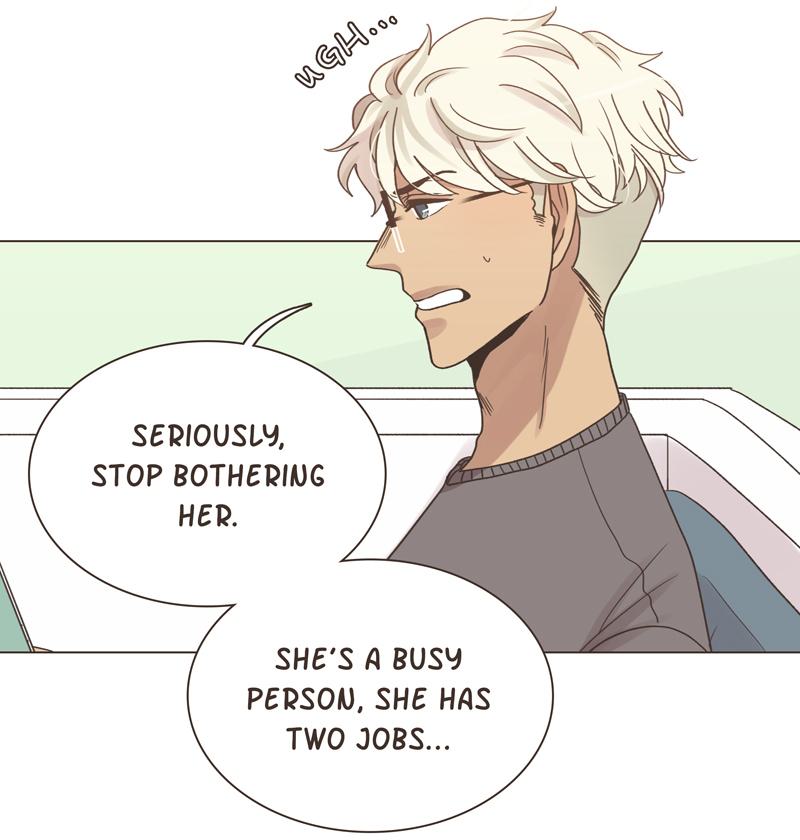 UGH...
SERIOUSLY,
STOP BOTHERING
HER.
SHE'S A BUSY
PERSON, SHE HAS
TWO JOBS...